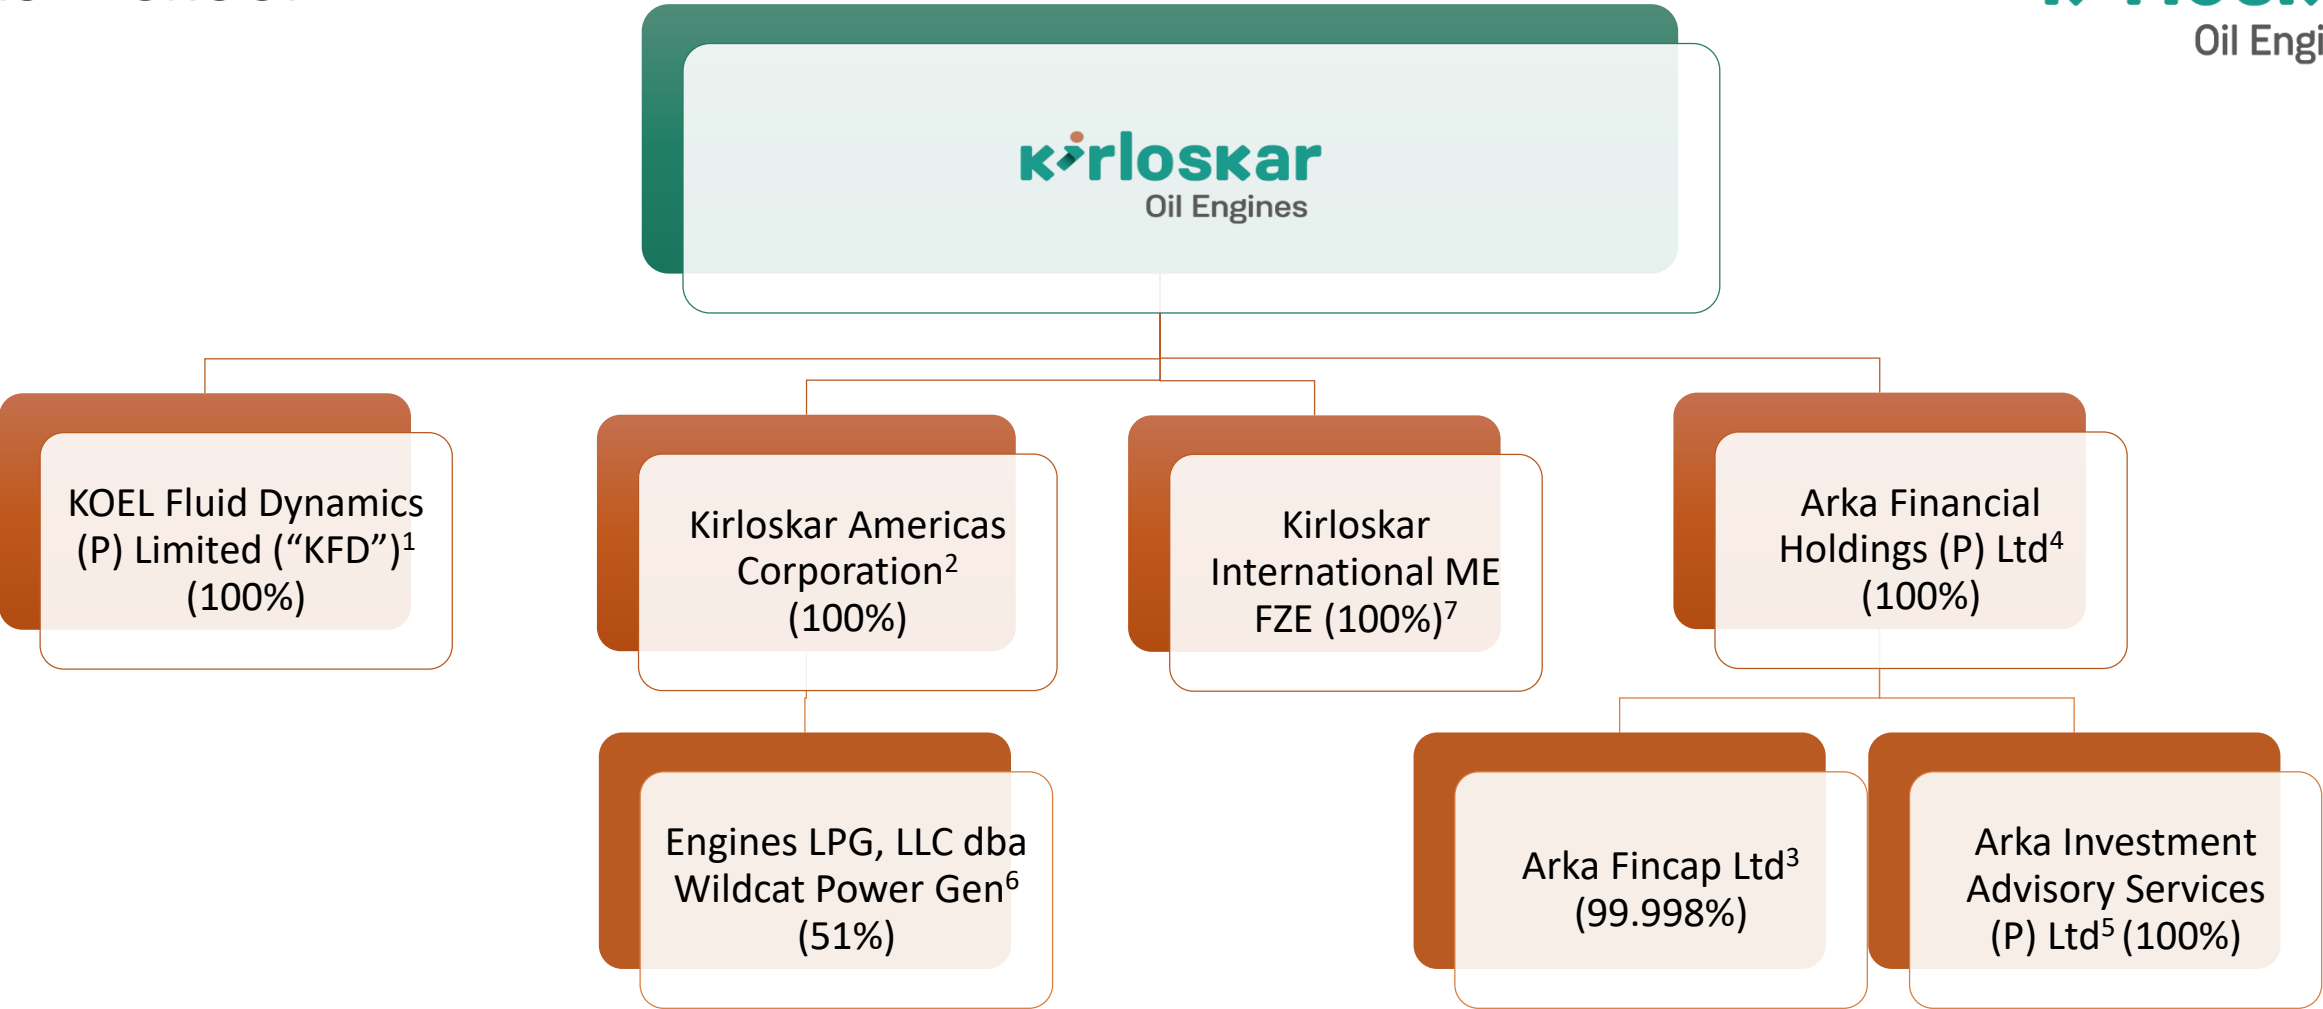 Oil Engi
kirloskar
Oil Engines
KOEL Fluid Dynamics
(P) Limited (“KFD”)1
(100%)
Kirloskar Americas
Corporation2
(100%)
Kirloskar
International ME
FZE (100%)7
Arka Financial
Holdings (P) Ltd4
(100%)
Engines LPG, LLC dba
Wildcat Power Gen6
(51%)
Arka Fincap Ltd3
(99.998%)
Arka Investment
Advisory Services
(P) Ltd5 (100%)